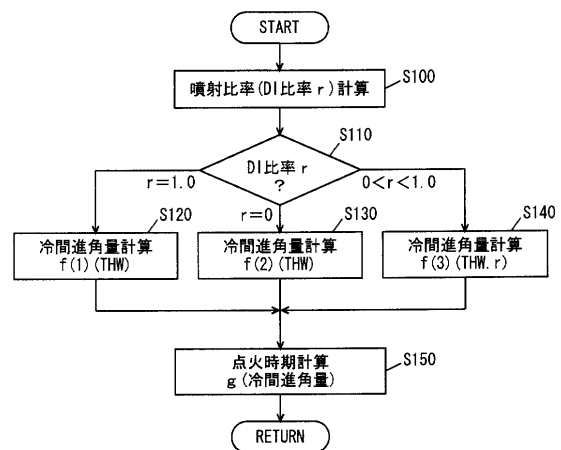 START
噴射比率(DI比率r)計算
S100
DI比率r
?
S110
r=1.0
r=0
0<r<1.0
S120
冷間進角量計算
f(1)(THW)
S130
冷間進角量計算
f(2)(THW)
S140
冷間進角量計算
f(3)(THW.r)
点火時期計算
g(冷間進角量)
S150
RETURN